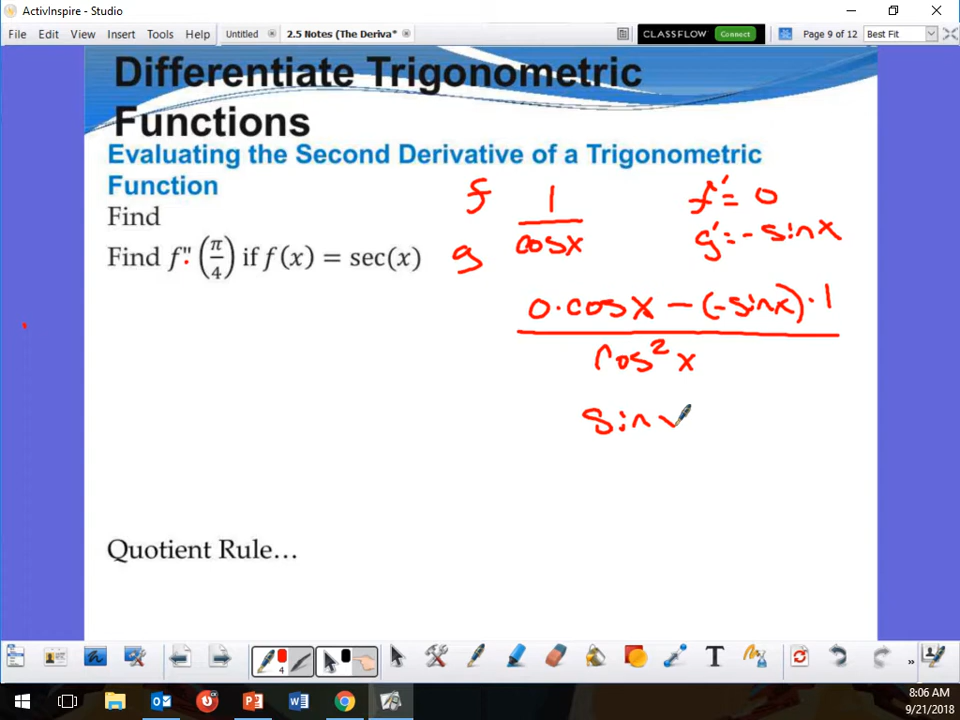 ActivInspire - Studio
File Edit View Insert Tools Help Untitled 2.5 Notes (The Deriva* CLASSFLOW Connect Page 9 of 12 Best Fit
Differentiate Trigonometric
Functions
Evaluating the Second Derivative of a Trigonometric
Function
Find
Find f"(π/4) if f(x) = sec(x)
f 1/cosx f'= 0
g g'= -sinx
0·cosx - (-sinx)·1
cos²x
sin
Quotient Rule…
4
T
»
8:06 AM
9/21/2018